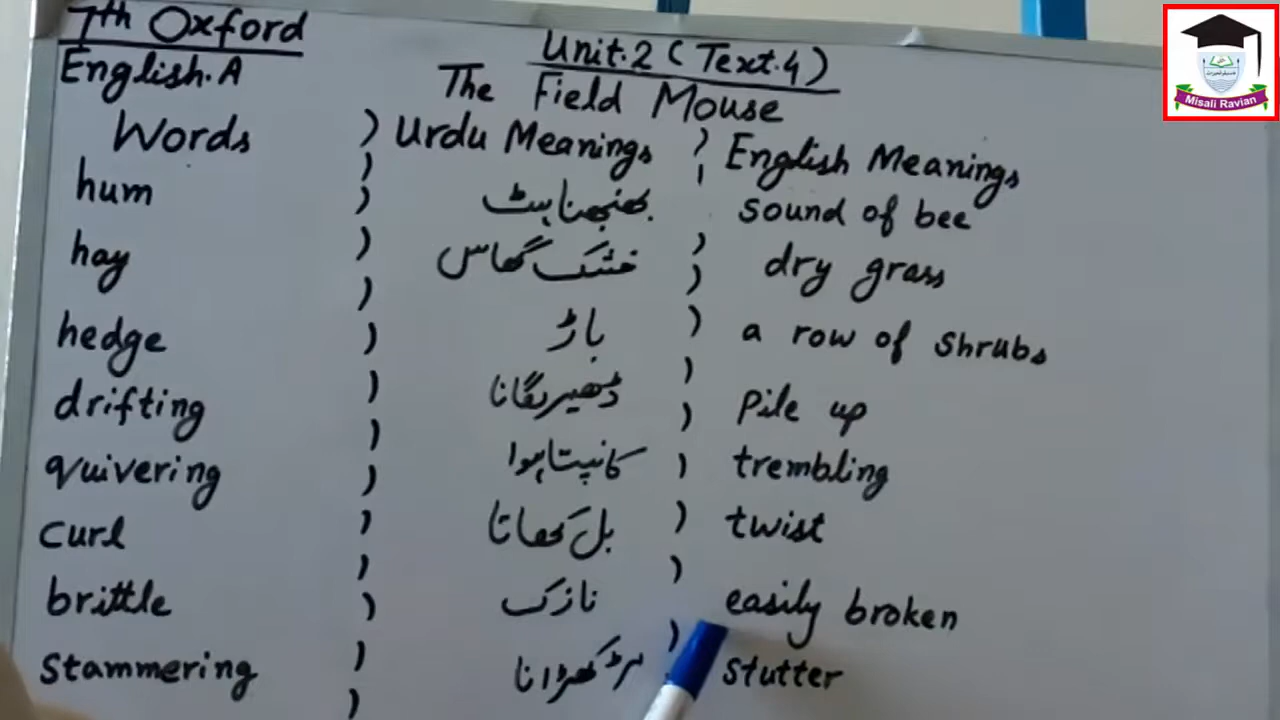 7th Oxford
English.A
Unit.2 (Text.4)
The Field Mouse
Words ) Urdu Meanings ) English Meanings
hum ) بھنبھناہٹ sound of bee
hay ) خشک گھاس ) dry grass
hedge ) باڑ ) a row of shrubs
drifting ) ڈھیر لگانا ) Pile up
quivering ) کانپتا ہوا ) trembling
curl ) بل کھاتا ) twist
brittle ) نازک easily broken
Stammering ) لڑکھڑانا Stutter
Misali Ravian